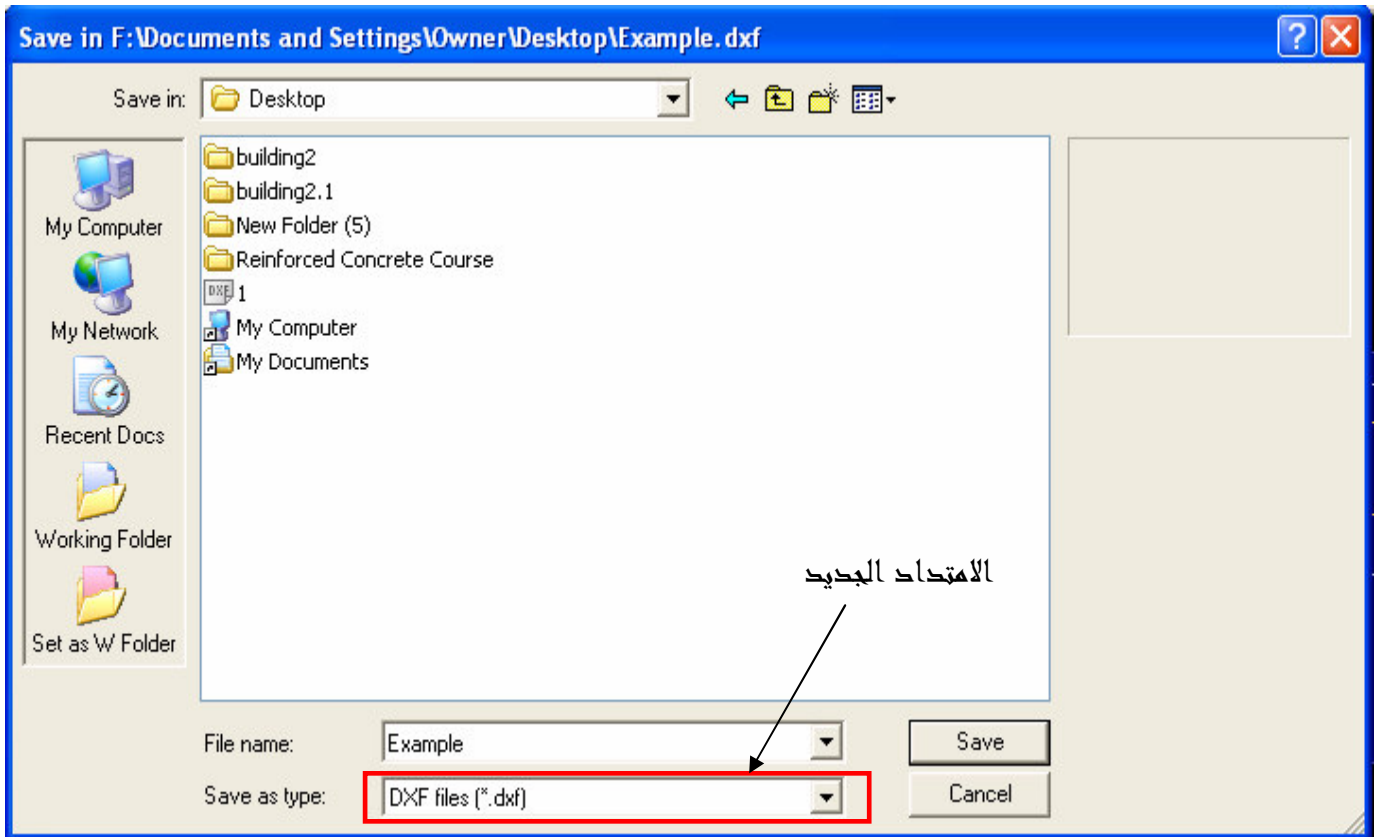 Save in F:\Documents and Settings\Owner\Desktop\Example.dxf
Save in:
Desktop
My Computer
My Network
Recent Docs
Working Folder
Set as W Folder
building2
building2.1
New Folder (5)
Reinforced Concrete Course
DXF 1
My Computer
My Documents
الامتداد الجديد
File name:
Example
Save
Save as type:
DXF files (*.dxf)
Cancel